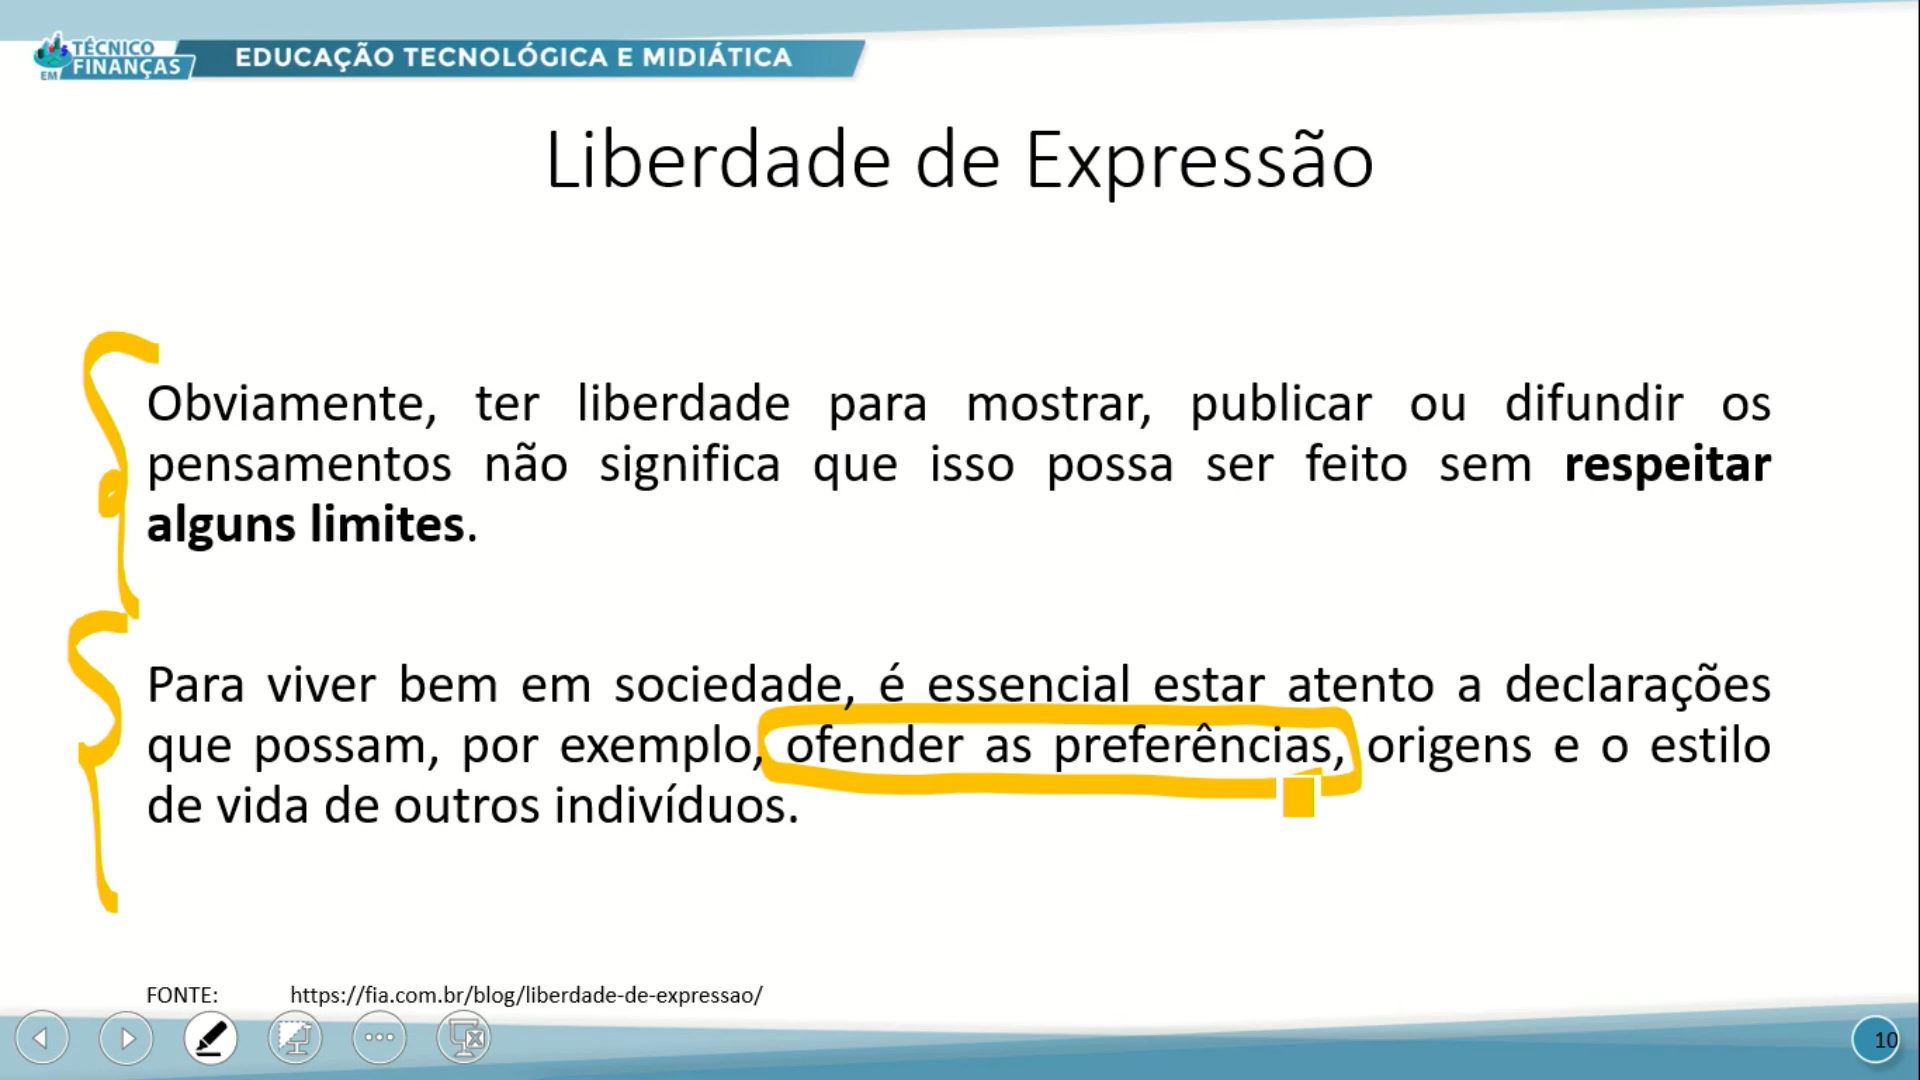 TÉCNICO
EM FINANÇAS
EDUCAÇÃO TECNOLÓGICA E MIDIÁTICA
Liberdade de Expressão
Obviamente, ter liberdade para mostrar, publicar ou difundir os
pensamentos não significa que isso possa ser feito sem respeitar
alguns limites.
Para viver bem em sociedade, é essencial estar atento a declarações
que possam, por exemplo, ofender as preferências, origens e o estilo
de vida de outros indivíduos.
FONTE: https://fia.com.br/blog/liberdade-de-expressao/
10